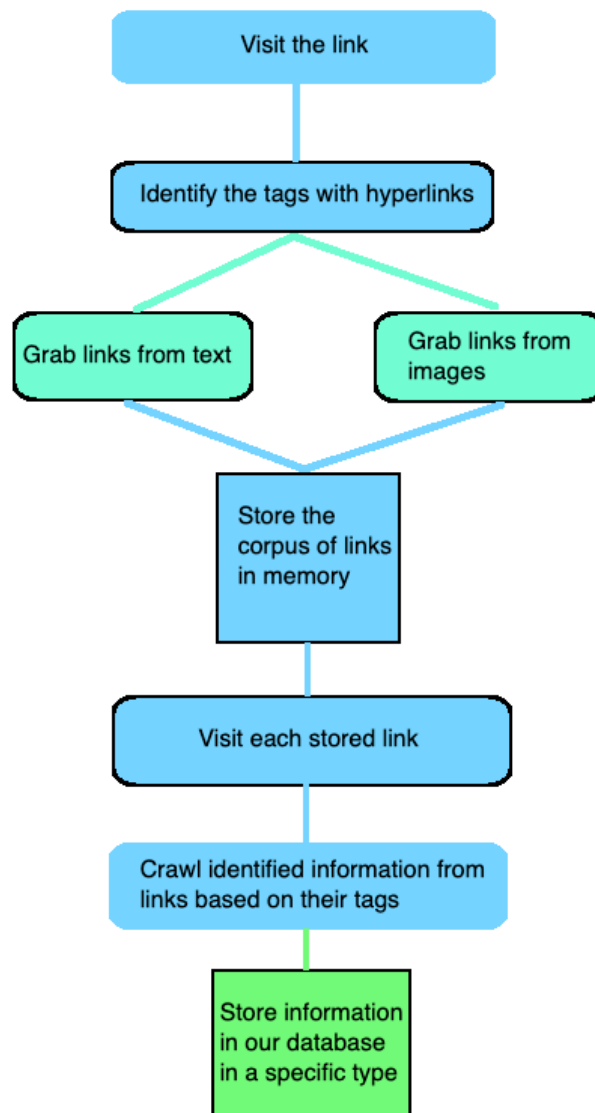 Visit the link
Identify the tags with hyperlinks
Grab links from text
Grab links from
images
Store the
corpus of links
in memory
Visit each stored link
Crawl identified information from
links based on their tags
Store information
in our database
in a specific type